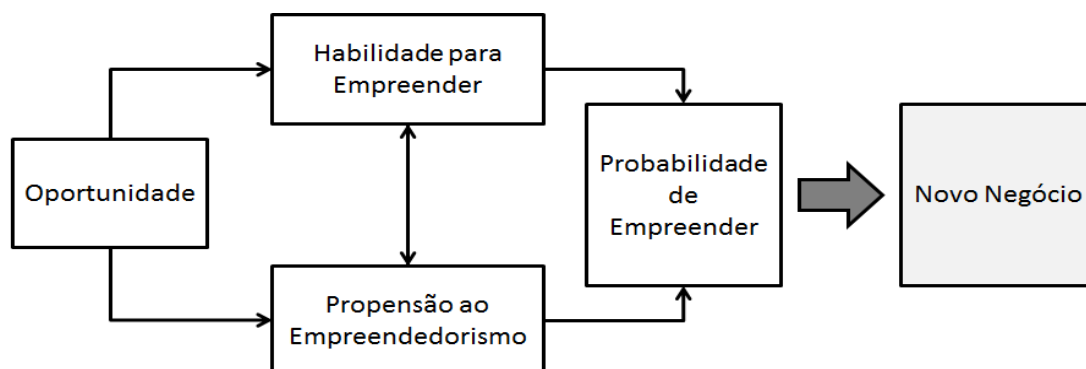 Habilidade para
Empreender
Oportunidade
Propensão ao
Empreendedorismo
Probabilidade
de
Empreender
Novo Negócio